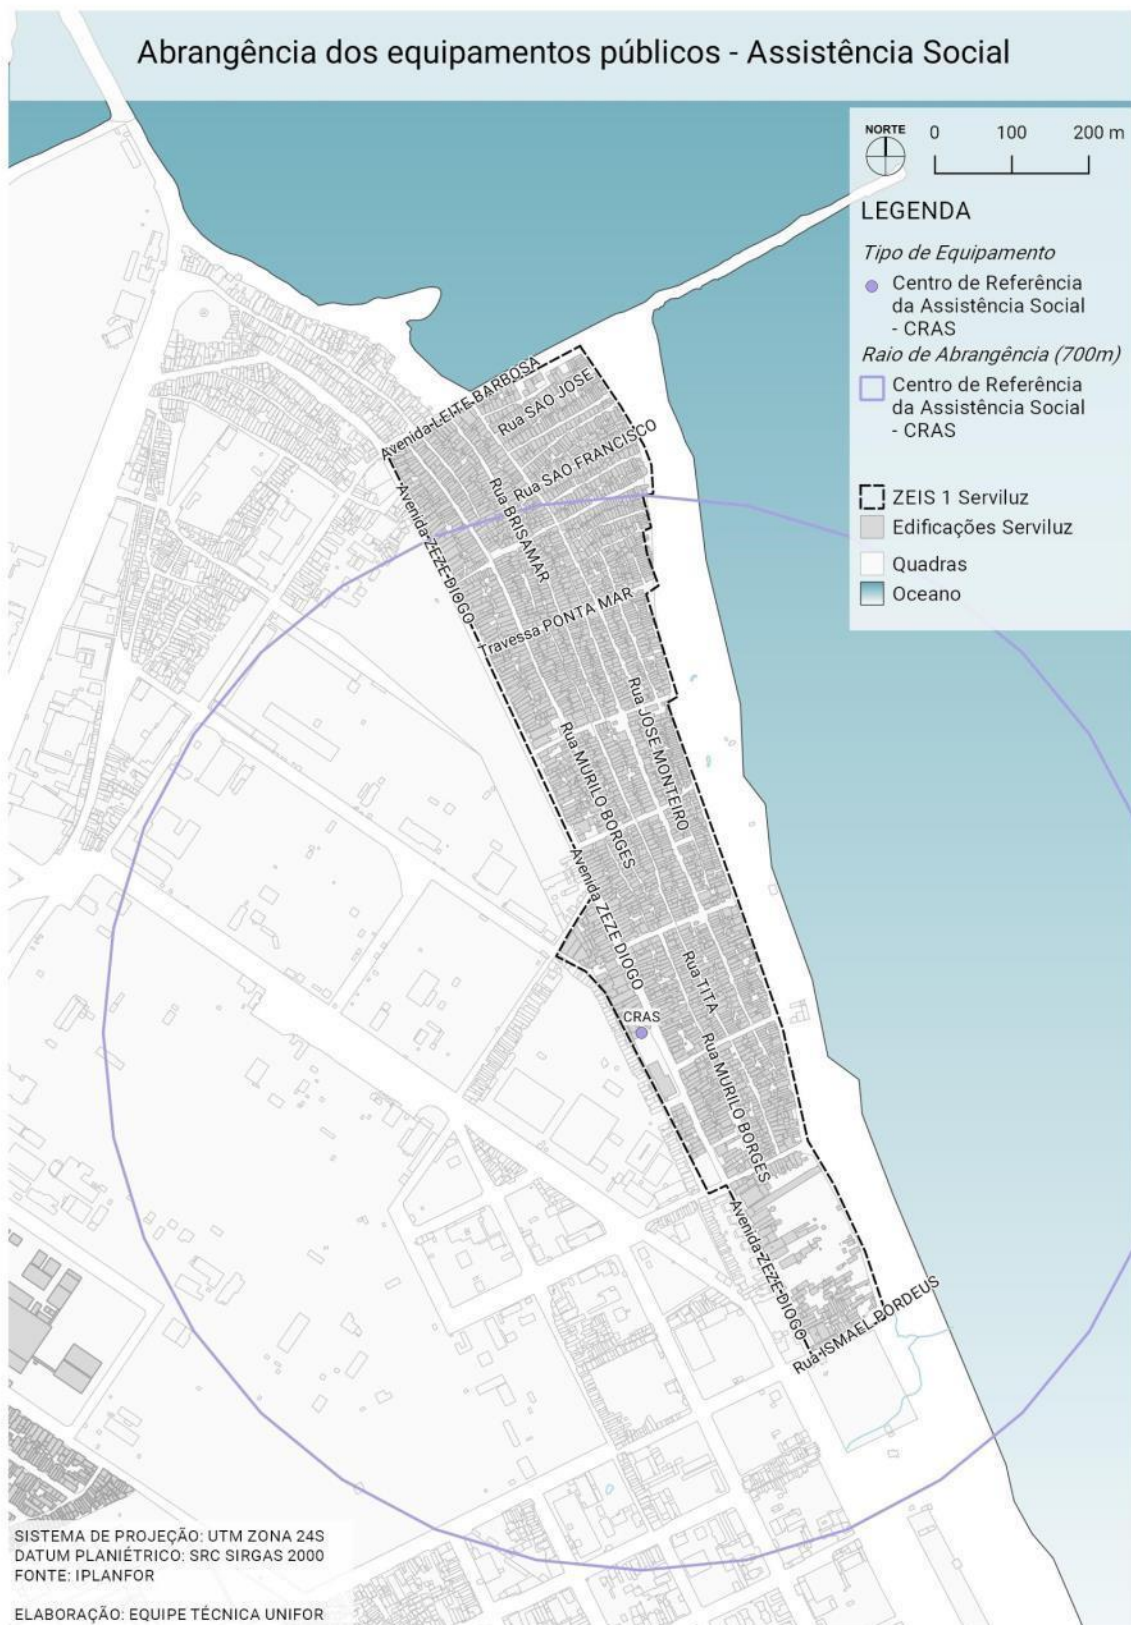 Abrangência dos equipamentos públicos - Assistência Social
NORTE
0 100 200 m
LEGENDA
Tipo de Equipamento
Centro de Referência
da Assistência Social
- CRAS
Raio de Abrangência (700m)
Centro de Referência
da Assistência Social
- CRAS
ZEIS 1 Serviluz
Edificações Serviluz
Quadras
Oceano
Avenida LEITE BARBOSA
Rua SAO JOSE
Rua SAO FRANCISCO
Rua BRISAMAR
Avenida ZEZE DIOGO
Travessa PONTA MAR
Rua JOSE MONTEIRO
Rua MURILO BORGES
Avenida ZEZE DIOGO
Rua TITA
CRAS
Rua MURILO BORGES
Avenida ZEZE DIOGO
Rua ISMAEL PORDEUS
SISTEMA DE PROJEÇÃO: UTM ZONA 24S
DATUM PLANIÉTRICO: SRC SIRGAS 2000
FONTE: IPLANFOR
ELABORAÇÃO: EQUIPE TÉCNICA UNIFOR